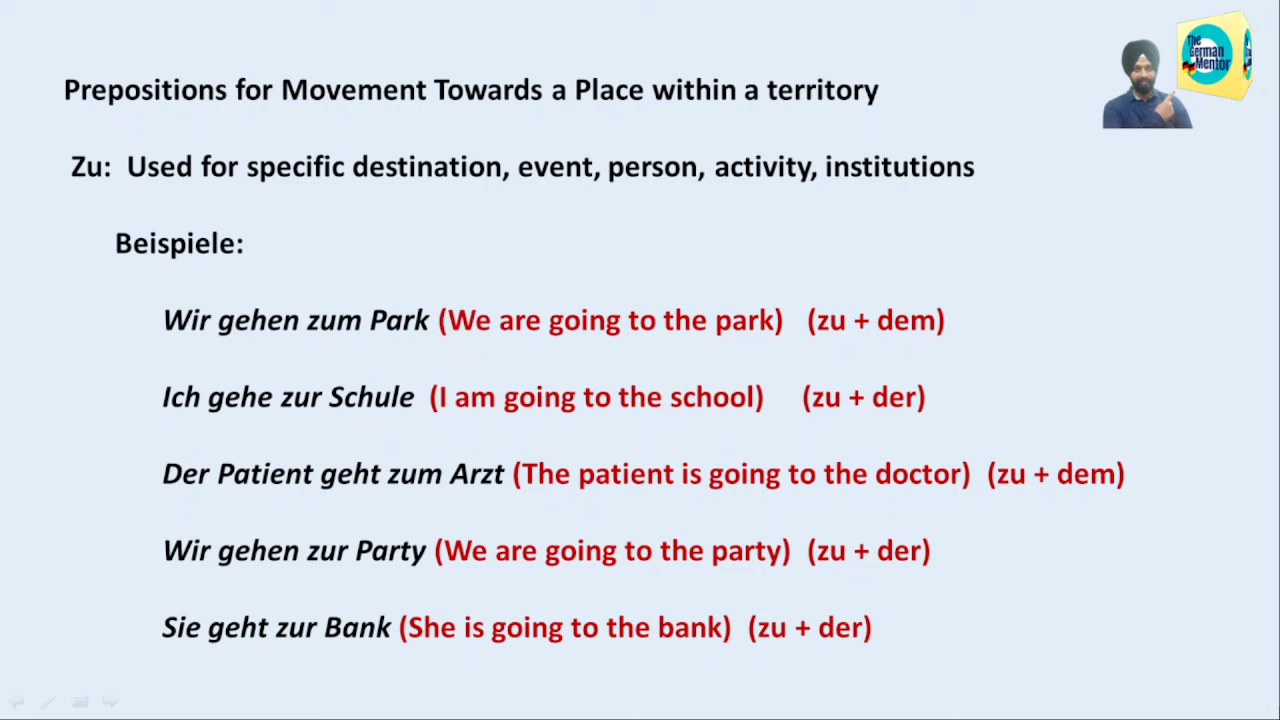 The German Mentor
Prepositions for Movement Towards a Place within a territory
Zu: Used for specific destination, event, person, activity, institutions
Beispiele:
Wir gehen zum Park (We are going to the park) (zu + dem)
Ich gehe zur Schule (I am going to the school) (zu + der)
Der Patient geht zum Arzt (The patient is going to the doctor) (zu + dem)
Wir gehen zur Party (We are going to the party) (zu + der)
Sie geht zur Bank (She is going to the bank) (zu + der)